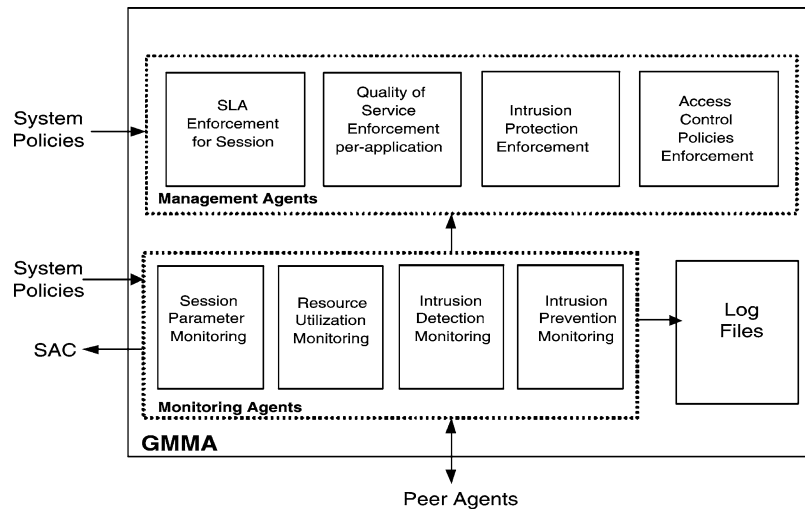 System
Policies
SLA
Enforcement
for Session
Quality of
Service
Enforcement
per-application
Intrusion
Protection
Enforcement
Access
Control
Policies
Enforcement
Management Agents
System
Policies
SAC
Session
Parameter
Monitoring
Resource
Utilization
Monitoring
Intrusion
Detection
Monitoring
Intrusion
Prevention
Monitoring
Monitoring Agents
Log
Files
GMMA
Peer Agents